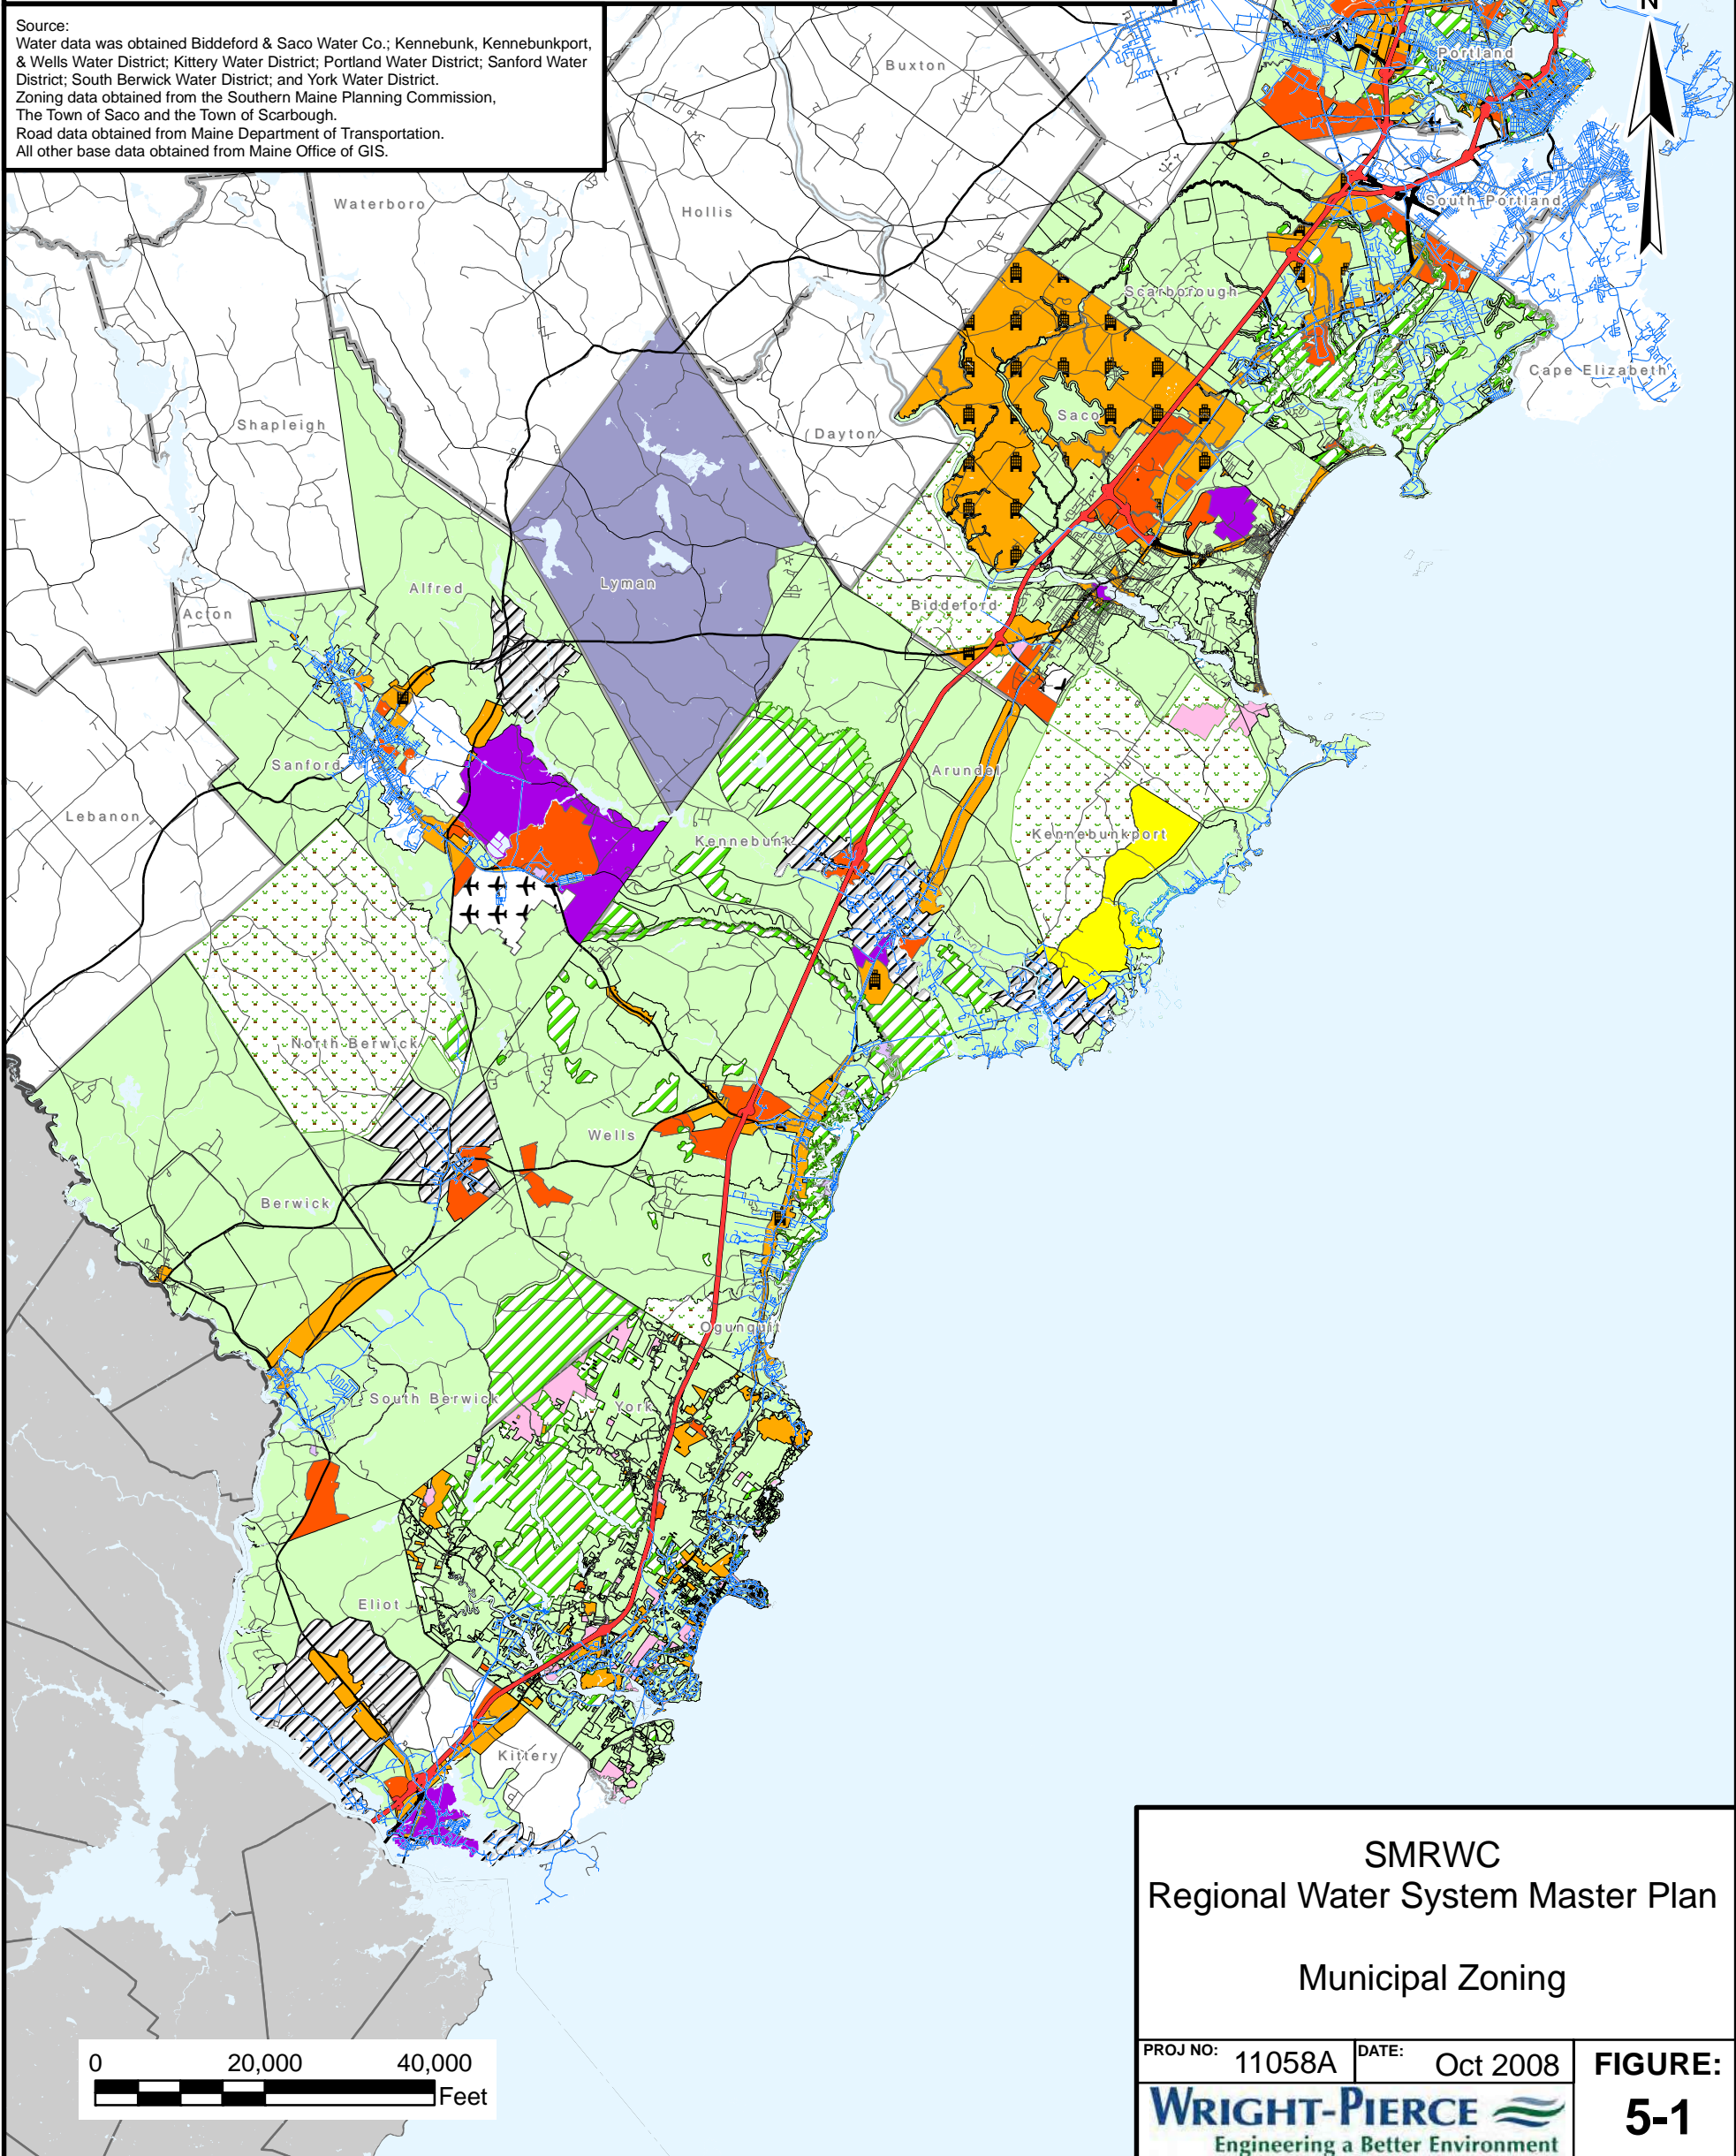 Source:
Water data was obtained Biddeford & Saco Water Co.; Kennebunk, Kennebunkport,
& Wells Water District; Kittery Water District; Portland Water District; Sanford Water
District; South Berwick Water District; and York Water District.
Zoning data obtained from the Southern Maine Planning Commission,
The Town of Saco and the Town of Scarbough.
Road data obtained from Maine Department of Transportation.
All other base data obtained from Maine Office of GIS.
N
Portland
Buxton
Waterboro
Hollis
South Portland
Scarborough
Cape Elizabeth
Shapleigh
Dayton
Saco
Alfred
Lyman
Acton
Biddeford
Sanford
Arundel
Lebanon
Kennebunk
Kennebunkport
North Berwick
Wells
Berwick
Ogunquit
South Berwick
York
Eliot
Kittery
SMRWC
Regional Water System Master Plan
Municipal Zoning
PROJ NO: 11058A
DATE: Oct 2008
FIGURE:
5-1
WRIGHT-PIERCE
Engineering a Better Environment
0 20,000 40,000
Feet